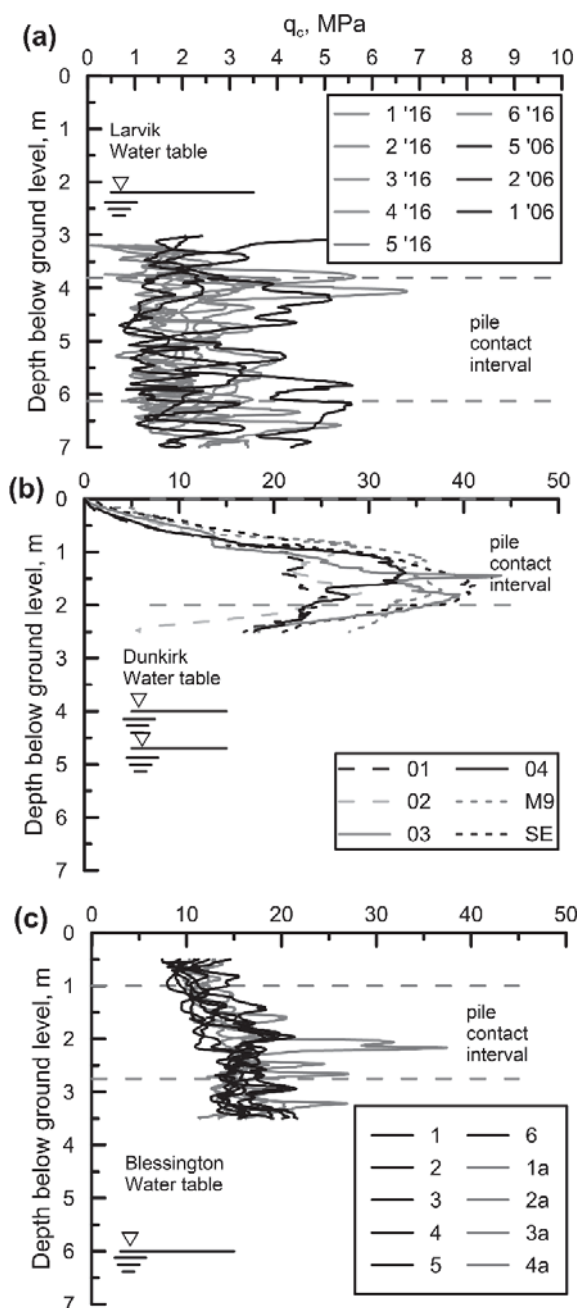 (a)
q_c, MPa
0 1 2 3 4 5 6 7 8 9 10
Depth below ground level, m
0
1
2
3
4
5
6
7
Larvik
Water table
1 '16 6 '16
2 '16 5 '06
3 '16 2 '06
4 '16 1 '06
5 '16
pile
contact
interval
(b)
0 10 20 30 40 50
Depth below ground level, m
0
1
2
3
4
5
6
7
pile
contact
interval
Dunkirk
Water table
01 04
02 M9
03 SE
(c)
0 10 20 30 40 50
Depth below ground level, m
0
1
2
3
4
5
6
7
pile
contact
interval
Blessington
Water table
1 6
2 1a
3 2a
4 3a
5 4a